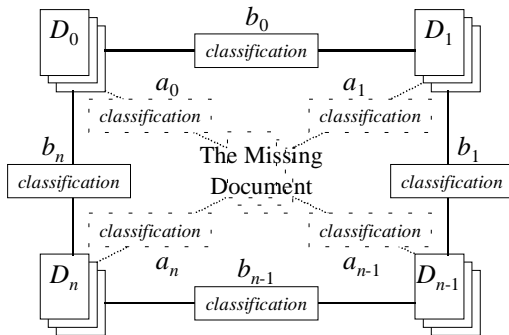 b₀
D₀ classification D₁
a₀ a₁
classification classification
bₙ The Missing b₁
classification Document classification
classification classification
aₙ bₙ₋₁ aₙ₋₁
Dₙ classification Dₙ₋₁